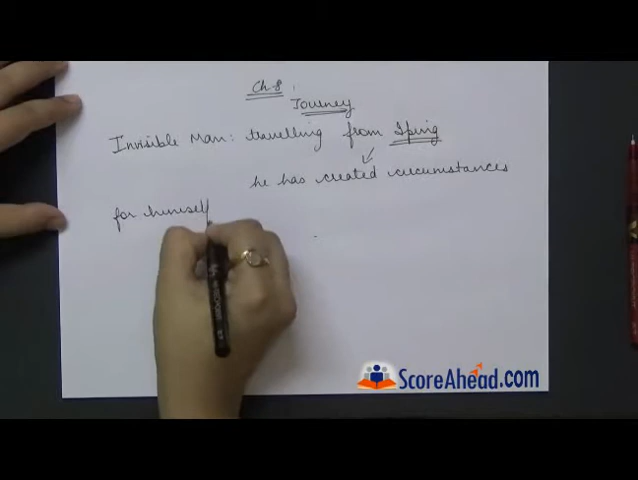 Ch-8
Journey
Invisible Man: travelling from Iping
he has created circumstances
for himself
ScoreAhead.com